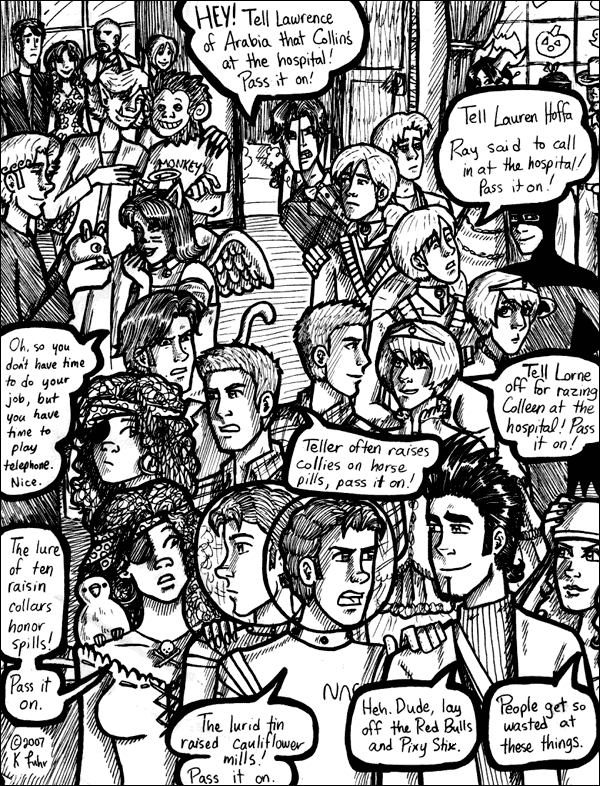 HEY! Tell Lawrence
of Arabia that Collin's
at the hospital!
Pass it on!
Tell Lauren Hoffa
Ray said to call
in at the hospital!
Pass it on!
MONKEY
Tell Lorne
off for razing
Colleen at the
hospital! Pass
it on!
Oh, so you
don't have time
to do your
job, but
you have
time to
play
telephone.
Nice.
Teller often raises
collies on horse
pills, pass it on!
The lure
of ten
raisin
collars
honor
spills!
Pass it
on.
NAS
The lurid tin
raised cauliflower
mills!
Pass it on.
Heh. Dude, lay
off the Red Bulls
and Pixy Stix.
People get so
wasted at
these things.
©2007
K Fuhr